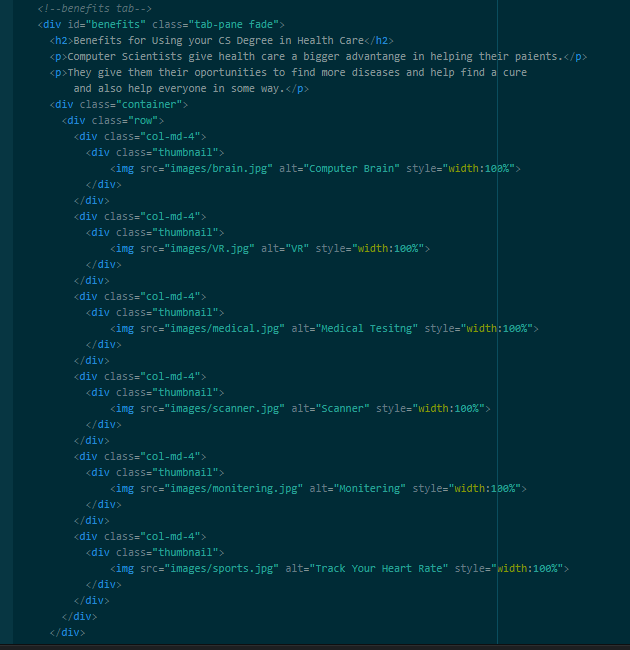 <!--benefits tab-->
<div id="benefits" class="tab-pane fade">
<h2>Benefits for Using your CS Degree in Health Care</h2>
<p>Computer Scientists give health care a bigger advantange in helping their paients.</p>
<p>They give them their oportunities to find more diseases and help find a cure
and also help everyone in some way.</p>
<div class="container">
<div class="row">
<div class="col-md-4">
<div class="thumbnail">
<img src="images/brain.jpg" alt="Computer Brain" style="width:100%">
</div>
</div>
<div class="col-md-4">
<div class="thumbnail">
<img src="images/VR.jpg" alt="VR" style="width:100%">
</div>
</div>
<div class="col-md-4">
<div class="thumbnail">
<img src="images/medical.jpg" alt="Medical Tesitng" style="width:100%">
</div>
</div>
<div class="col-md-4">
<div class="thumbnail">
<img src="images/scanner.jpg" alt="Scanner" style="width:100%">
</div>
</div>
<div class="col-md-4">
<div class="thumbnail">
<img src="images/monitering.jpg" alt="Monitering" style="width:100%">
</div>
</div>
<div class="col-md-4">
<div class="thumbnail">
<img src="images/sports.jpg" alt="Track Your Heart Rate" style="width:100%">
</div>
</div>
</div>
</div>